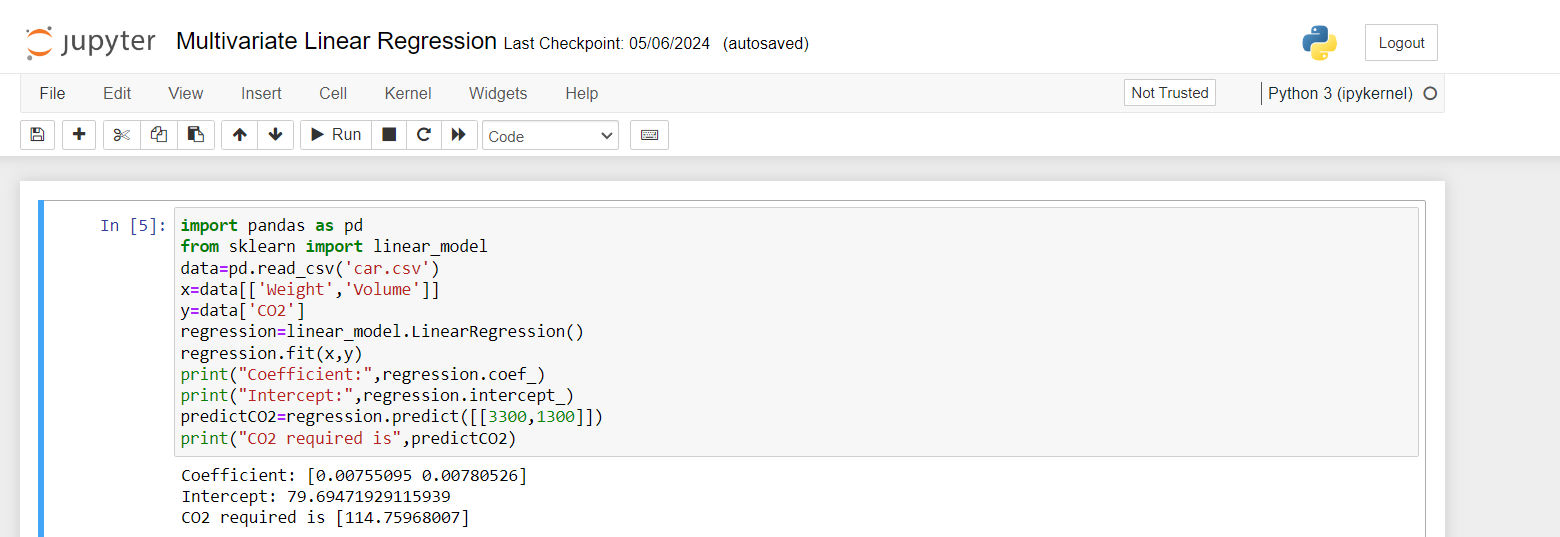 jupyter Multivariate Linear Regression Last Checkpoint: 05/06/2024 (autosaved) Logout
File Edit View Insert Cell Kernel Widgets Help Not Trusted Python 3 (ipykernel)
Run Code
In [5]: import pandas as pd
from sklearn import linear_model
data=pd.read_csv('car.csv')
x=data[['Weight','Volume']]
y=data['CO2']
regression=linear_model.LinearRegression()
regression.fit(x,y)
print("Coefficient:",regression.coef_)
print("Intercept:",regression.intercept_)
predictCO2=regression.predict([[3300,1300]])
print("CO2 required is",predictCO2)
Coefficient: [0.00755095 0.00780526]
Intercept: 79.69471929115939
CO2 required is [114.75968007]